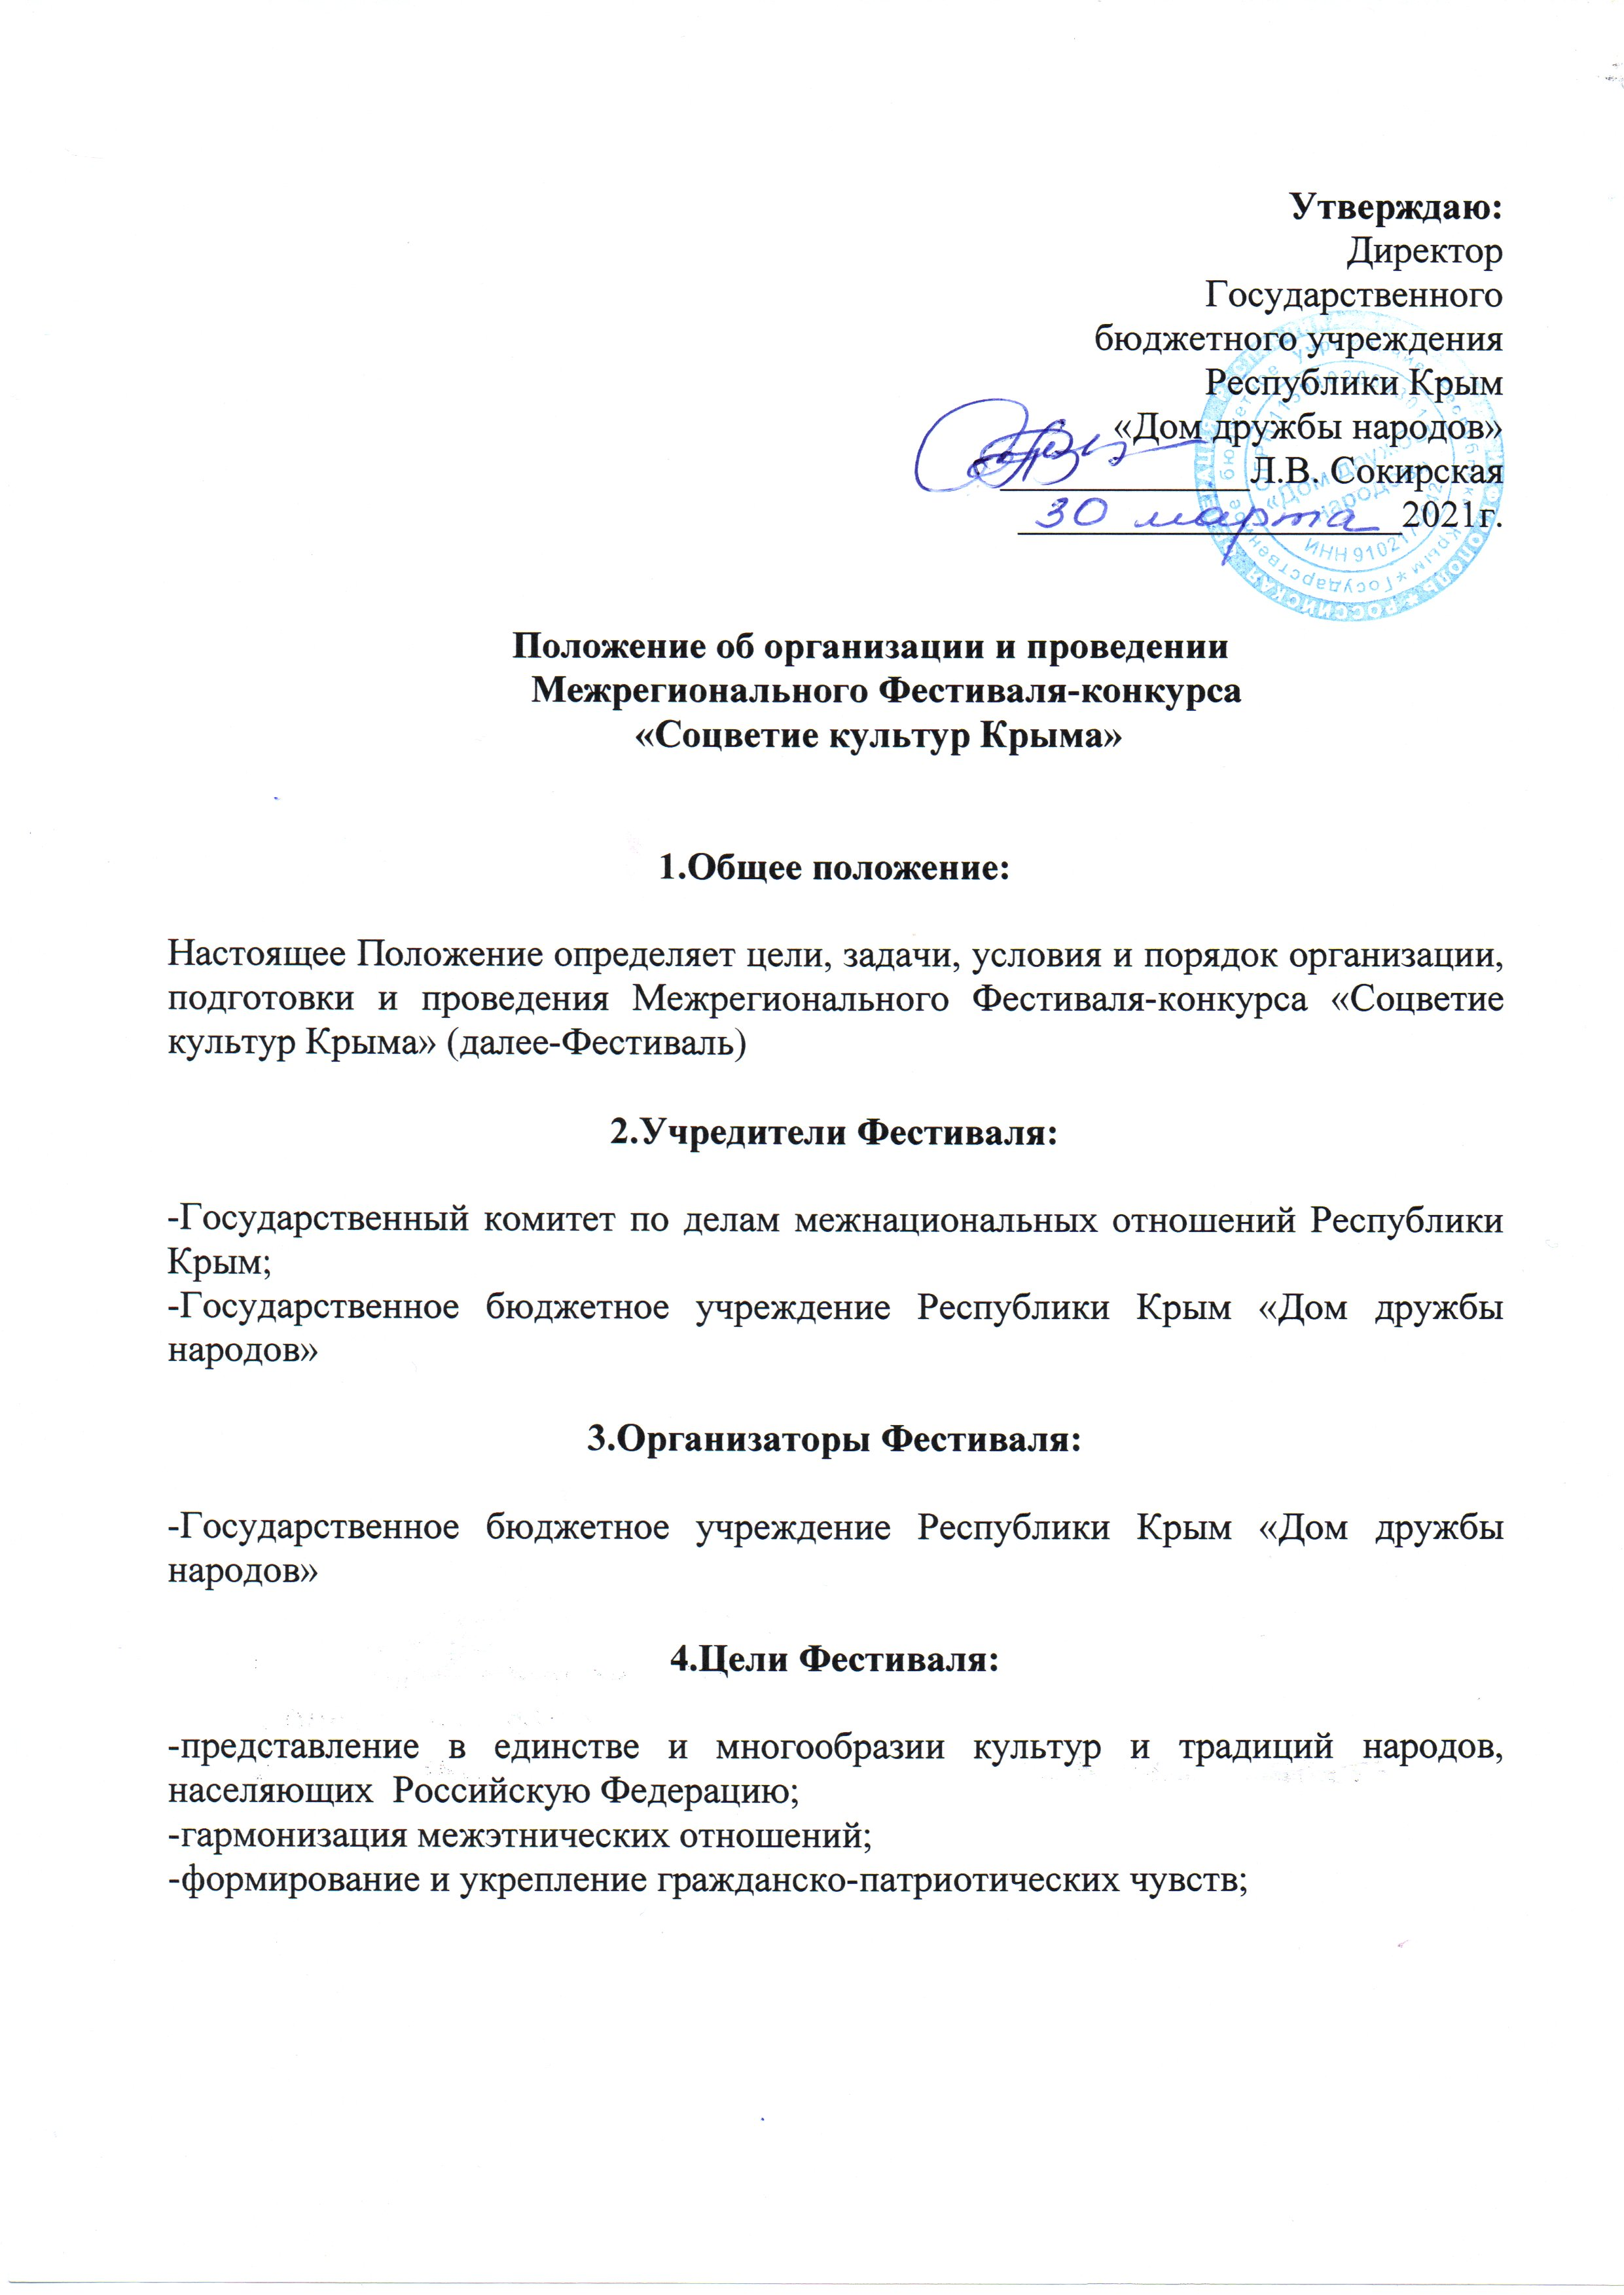 Утверждаю:
Директор
Государственного
бюджетного учреждения
Республики Крым
«Дом дружбы народов»
Л.В. Сокирская
30 марта 2021г.
Положение об организации и проведении
Межрегионального Фестиваля-конкурса
«Соцветие культур Крыма»
1.Общее положение:
Настоящее Положение определяет цели, задачи, условия и порядок организации,
подготовки и проведения Межрегионального Фестиваля-конкурса «Соцветие
культур Крыма» (далее-Фестиваль)
2.Учредители Фестиваля:
-Государственный комитет по делам межнациональных отношений Республики
Крым;
-Государственное бюджетное учреждение Республики Крым «Дом дружбы
народов»
3.Организаторы Фестиваля:
-Государственное бюджетное учреждение Республики Крым «Дом дружбы
народов»
4.Цели Фестиваля:
-представление в единстве и многообразии культур и традиций народов,
населяющих  Российскую Федерацию;
-гармонизация межэтнических отношений;
-формирование и укрепление гражданско-патриотических чувств;